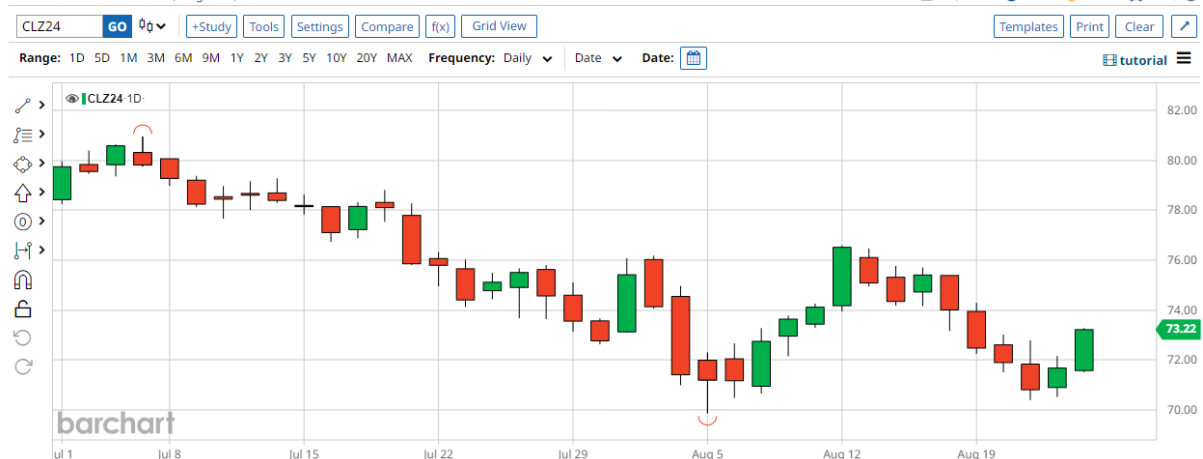 CLZ24 GO +Study Tools Settings Compare f(x) Grid View Templates Print Clear
Range: 1D 5D 1M 3M 6M 9M 1Y 2Y 3Y 5Y 10Y 20Y MAX Frequency: Daily Date Date: tutorial
CLZ24·1D·
82.00
80.00
78.00
76.00
74.00
73.22
72.00
70.00
barchart
ul 1 Jul 8 Jul 15 Jul 22 Jul 29 Aug 5 Aug 12 Aug 19